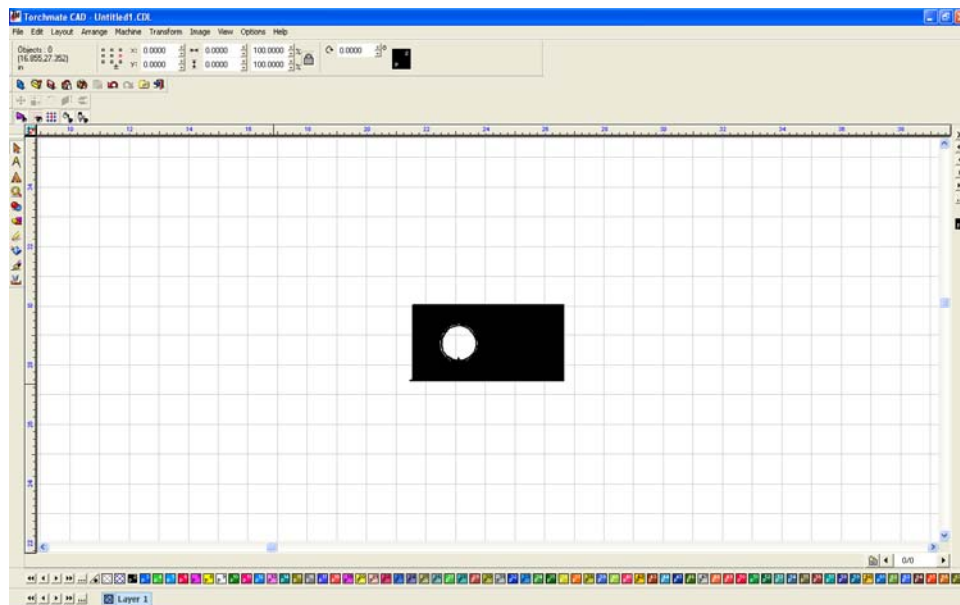 Torchmate CAD - Untitled1.CDL
File Edit Layout Arrange Machine Transform Image View Options Help
Objects : 0
(16.955,27.352)
in
x: 0.0000 0.0000 100.0000 % 0.0000 °
y: 0.0000 0.0000 100.0000 %
10 12 14 16 18 20 22 24 26 28 30 32 34 36
0/0
Layer 1